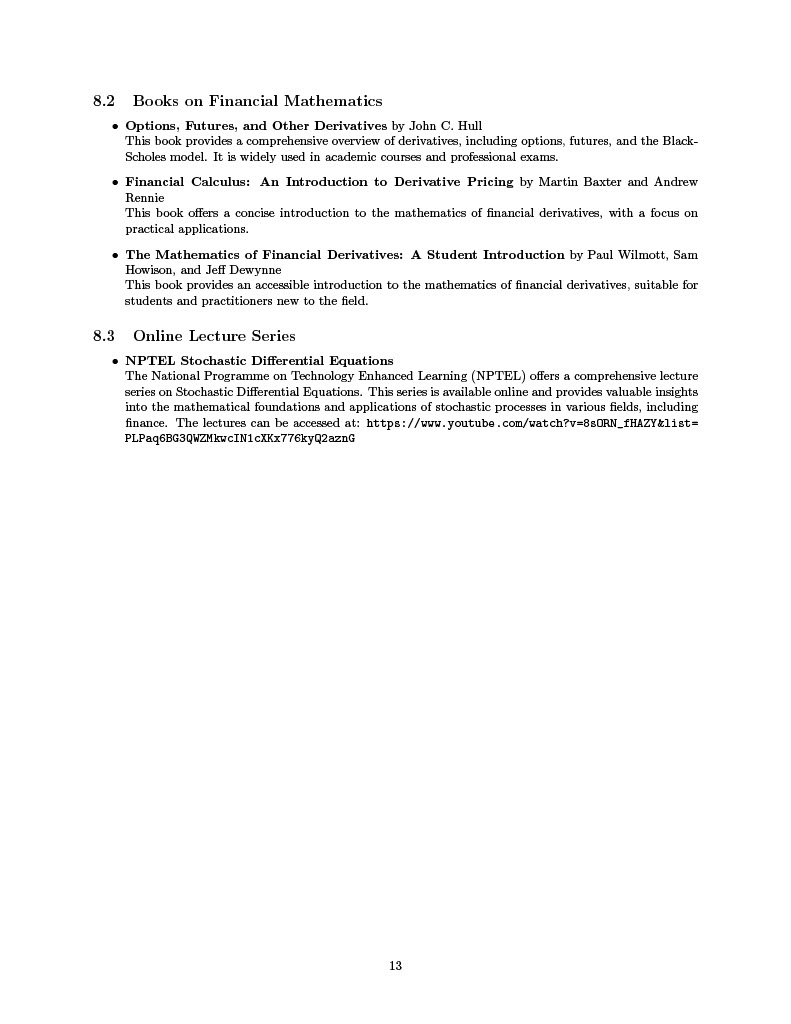 8.2 Books on Financial Mathematics
• Options, Futures, and Other Derivatives by John C. Hull
This book provides a comprehensive overview of derivatives, including options, futures, and the Black-
Scholes model. It is widely used in academic courses and professional exams.
• Financial Calculus: An Introduction to Derivative Pricing by Martin Baxter and Andrew
Rennie
This book offers a concise introduction to the mathematics of financial derivatives, with a focus on
practical applications.
• The Mathematics of Financial Derivatives: A Student Introduction by Paul Wilmott, Sam
Howison, and Jeff Dewynne
This book provides an accessible introduction to the mathematics of financial derivatives, suitable for
students and practitioners new to the field.
8.3 Online Lecture Series
• NPTEL Stochastic Differential Equations
The National Programme on Technology Enhanced Learning (NPTEL) offers a comprehensive lecture
series on Stochastic Differential Equations. This series is available online and provides valuable insights
into the mathematical foundations and applications of stochastic processes in various fields, including
finance. The lectures can be accessed at: https://www.youtube.com/watch?v=8sORN_fHAZY&list=
PLPaq6BG3QWZMkwcIN1cXKx776kyQ2aznG
13